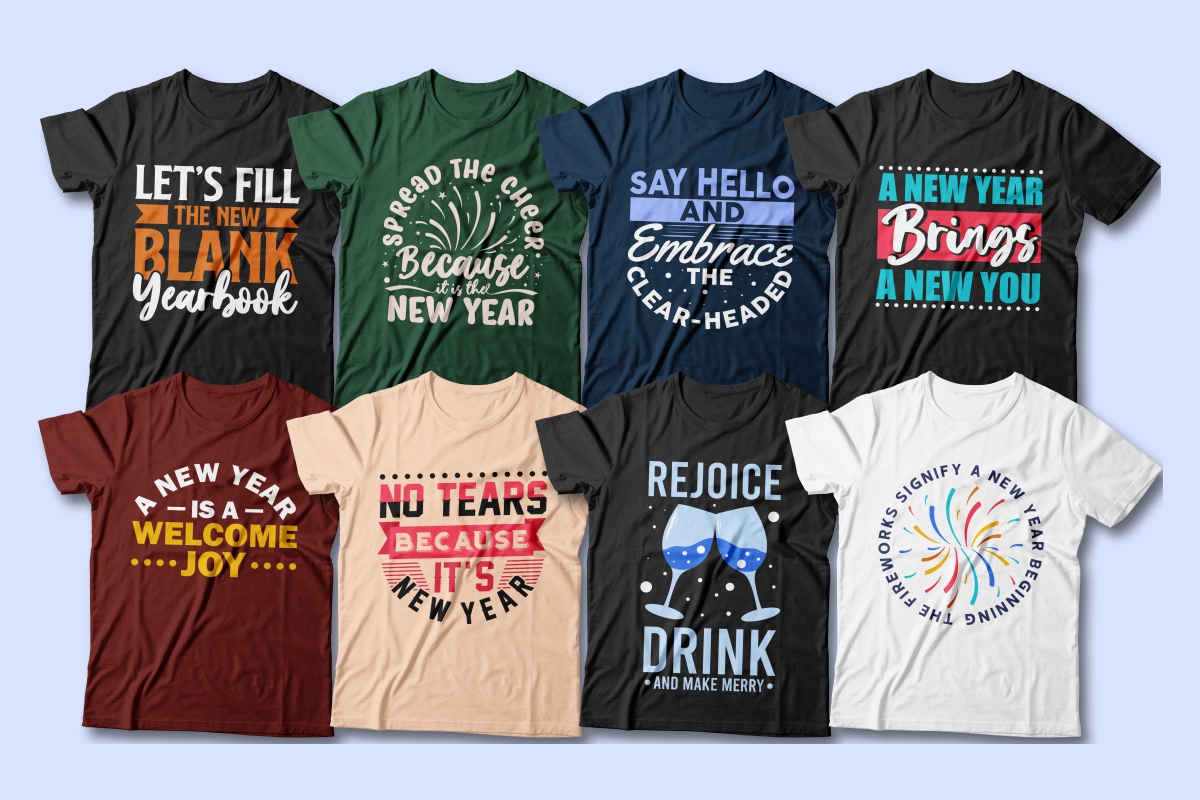 LET'S FILL
THE NEW
BLANK
Yearbook
SPREAD THE CHEER
Because
it is the
NEW YEAR
SAY HELLO
AND
Embrace
THE
CLEAR-HEADED
A NEW YEAR
Brings
A NEW YOU
A NEW YEAR
– IS A –
WELCOME
JOY
NO TEARS
BECAUSE
IT'S
NEW YEAR
REJOICE
DRINK
• AND MAKE MERRY •
THE FIREWORKS SIGNIFY A NEW YEAR BEGINNING